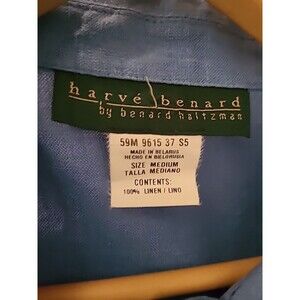 harvé benard
by benard haltzman
59M 9615 37 S5
MADE IN BELARUS
HECHO EN BIELORUSIA
SIZE MEDIUM
TALLA MEDIANO
CONTENTS:
100% LINEN / LINO